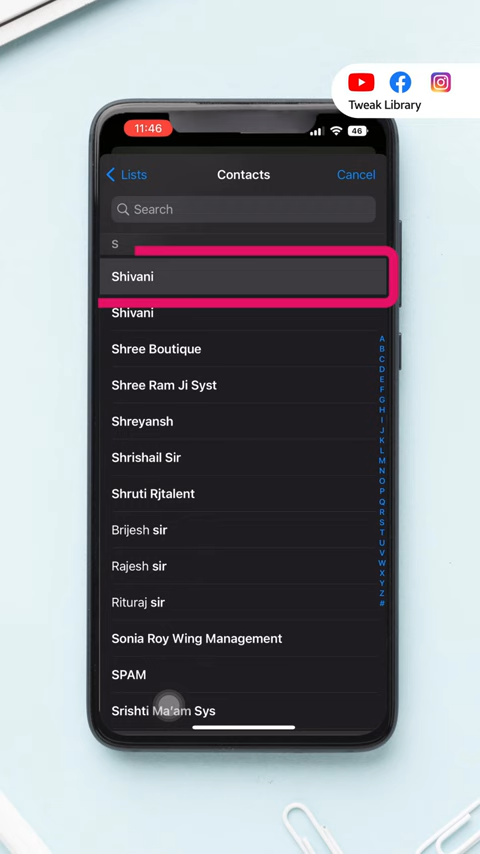 Tweak Library
11:46
46
Lists
Contacts
Cancel
Search
S
Shivani
Shivani
Shree Boutique
Shree Ram Ji Syst
Shreyansh
Shrishail Sir
Shruti Rjtalent
Brijesh sir
Rajesh sir
Rituraj sir
Sonia Roy Wing Management
SPAM
Srishti Ma'am Sys
A
B
C
D
E
F
G
H
I
J
K
L
M
N
O
P
Q
R
S
T
U
V
W
X
Y
Z
#